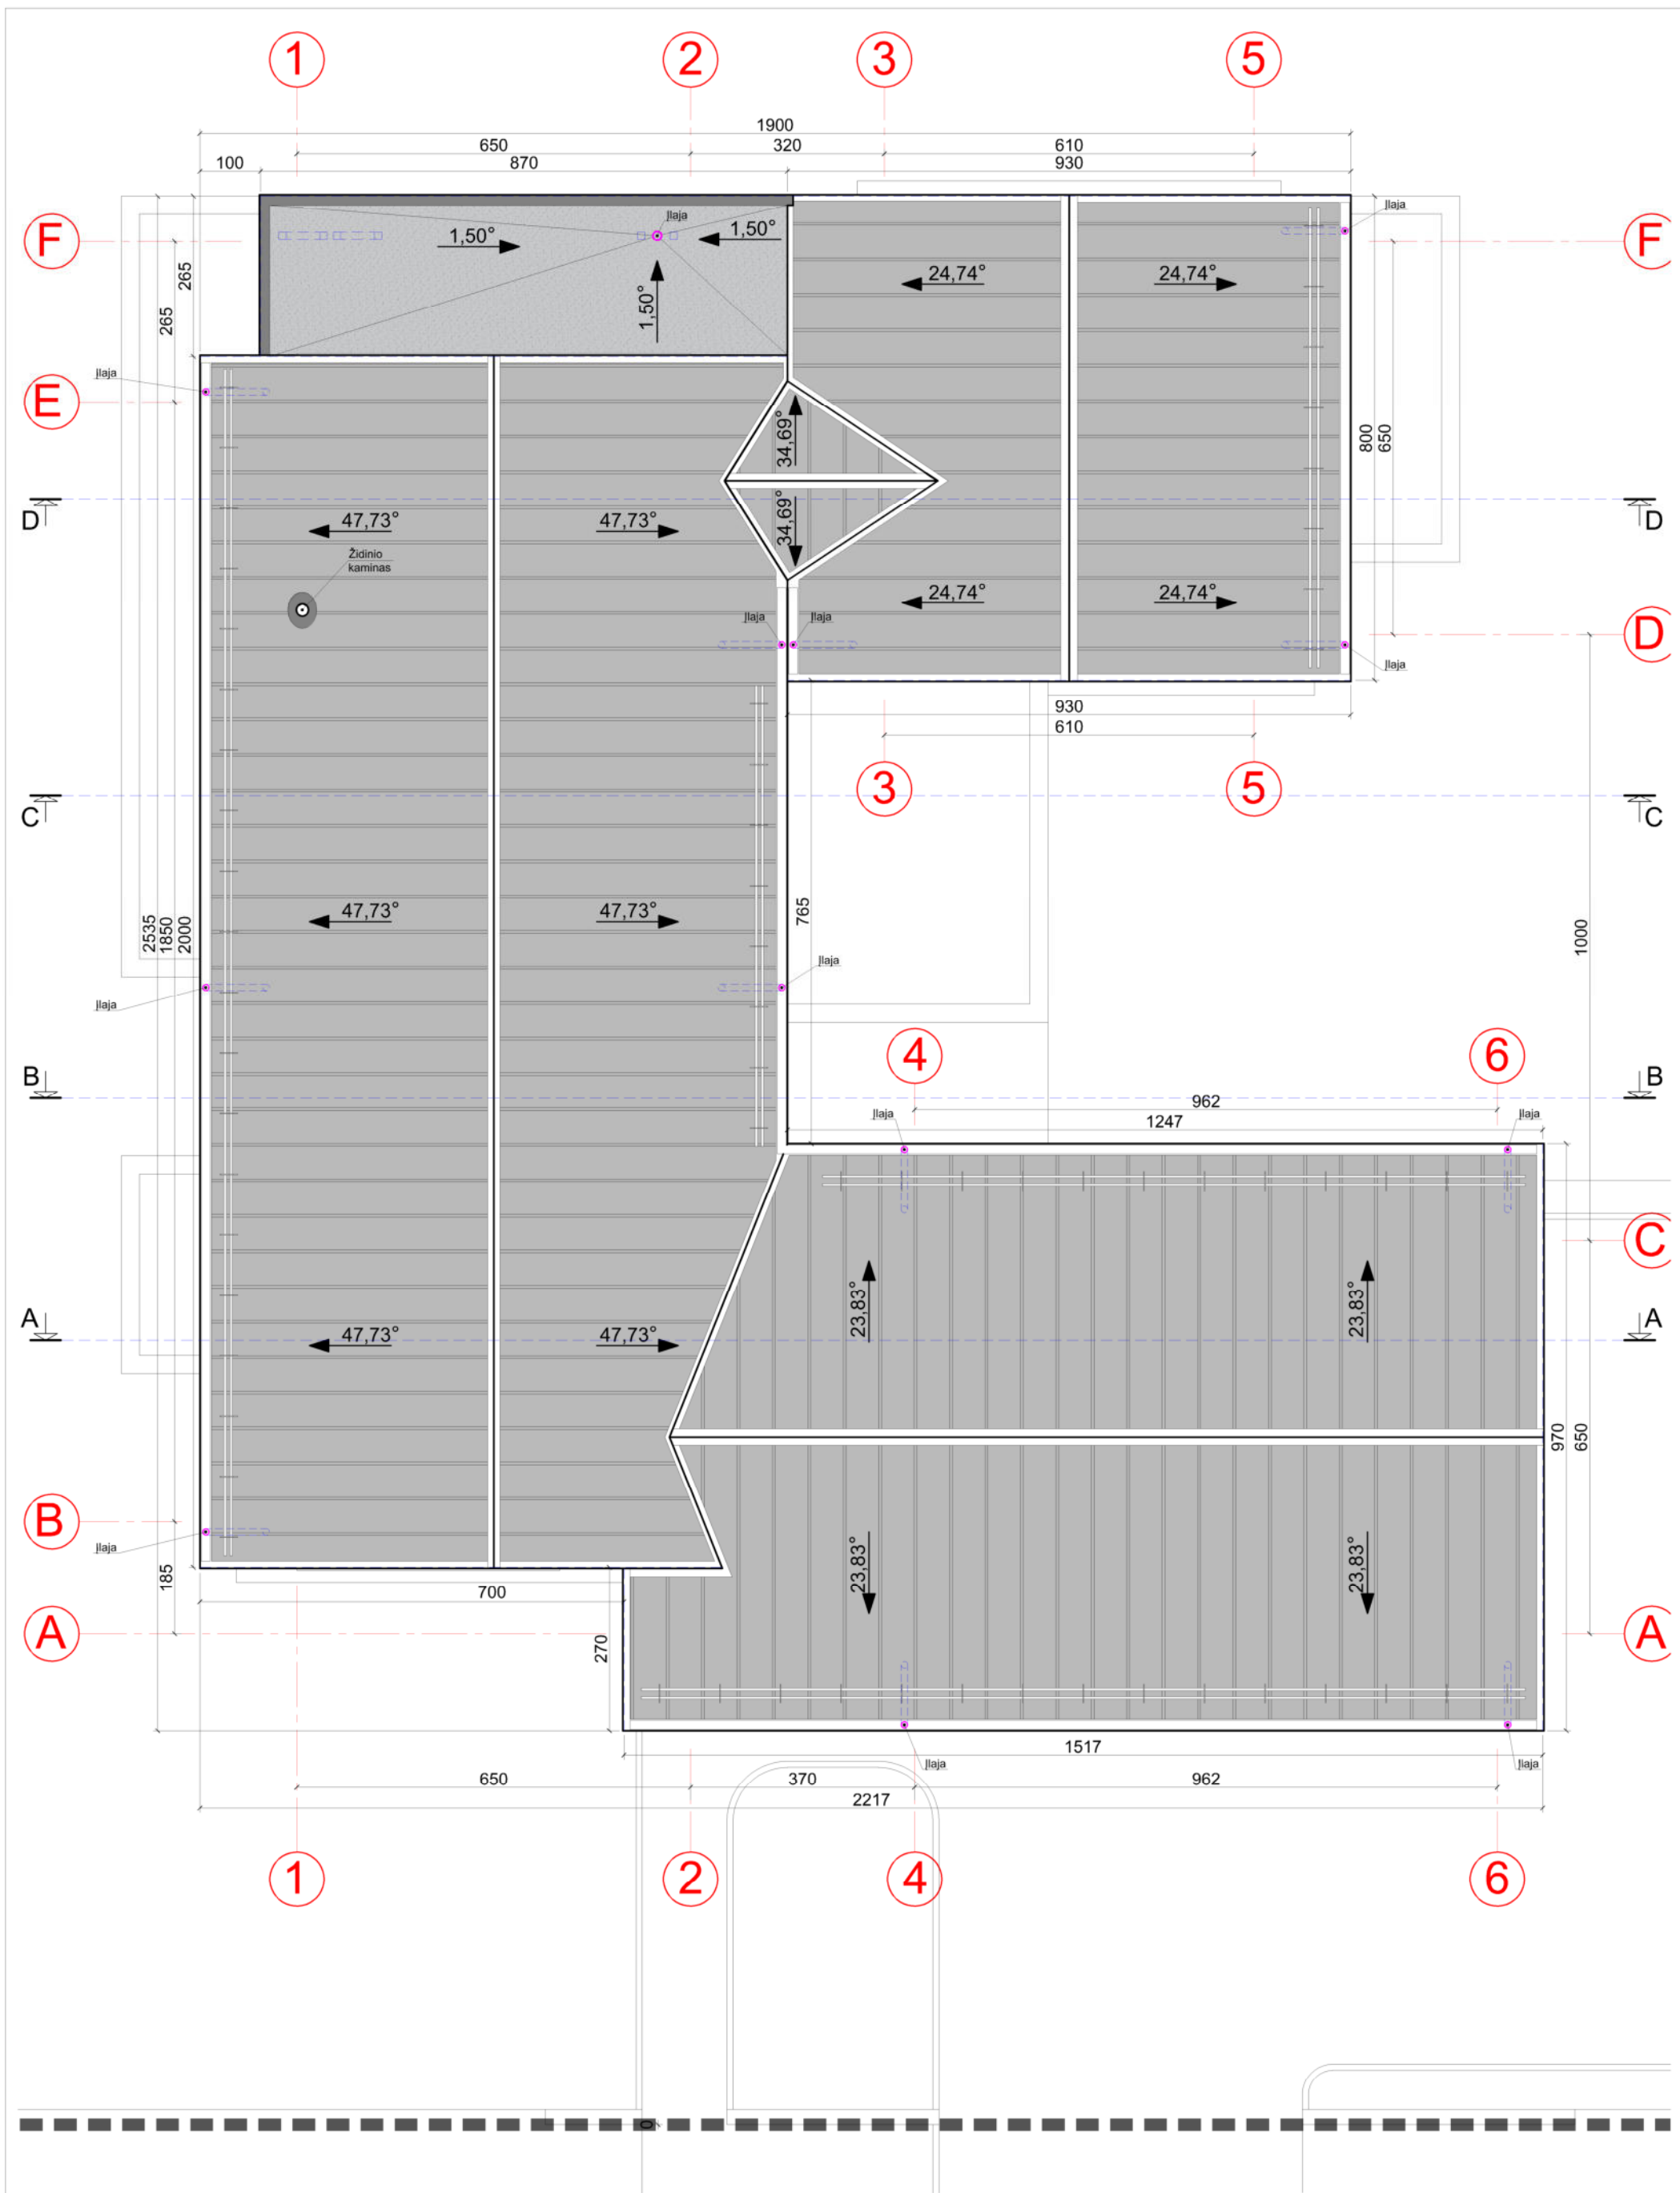 1
2
3
5
1900
650
320
610
100
870
930
F
F
Įlaja
1,50°
1,50°
1,50°
Įlaja
265
265
24,74°
24,74°
E
Įlaja
34,69°
34,69°
800
650
D
D
47,73°
47,73°
Židinio
kaminas
24,74°
24,74°
Įlaja
Įlaja
D
Įlaja
930
610
3
5
C
C
765
2535
1850
2000
47,73°
47,73°
1000
Įlaja
Įlaja
4
6
B
B
962
1247
Įlaja
Įlaja
C
23,83°
23,83°
A
A
47,73°
47,73°
970
650
B
Įlaja
185
23,83°
23,83°
700
A
270
A
1517
Įlaja
Įlaja
650
370
962
2217
1
2
4
6
0